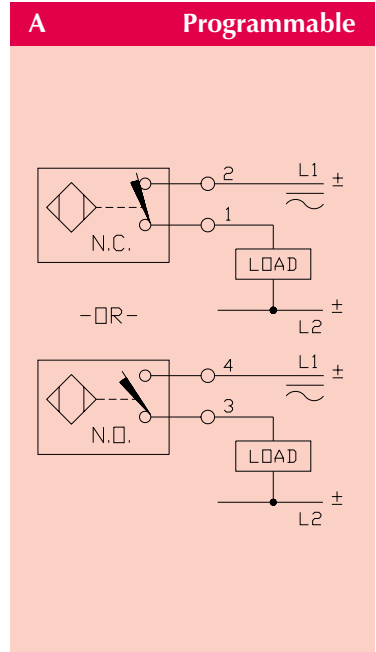 A Programmable
2 L1 ±
1
N.C.
LOAD
±
L2
-OR-
4 L1 ±
3
N.O.
LOAD
±
L2